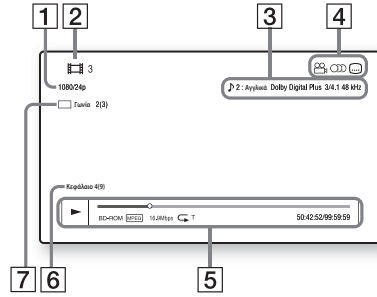 1 2 3 4
3
1080/24p
2 : Αγγλικά Dolby Digital Plus 3/4.1 48 kHz
Γωνία 2(3)
Κεφάλαιο 4(9)
BD-ROM MPEG 16.9Mbps T 50:42:52/99:59:59
7 6 5